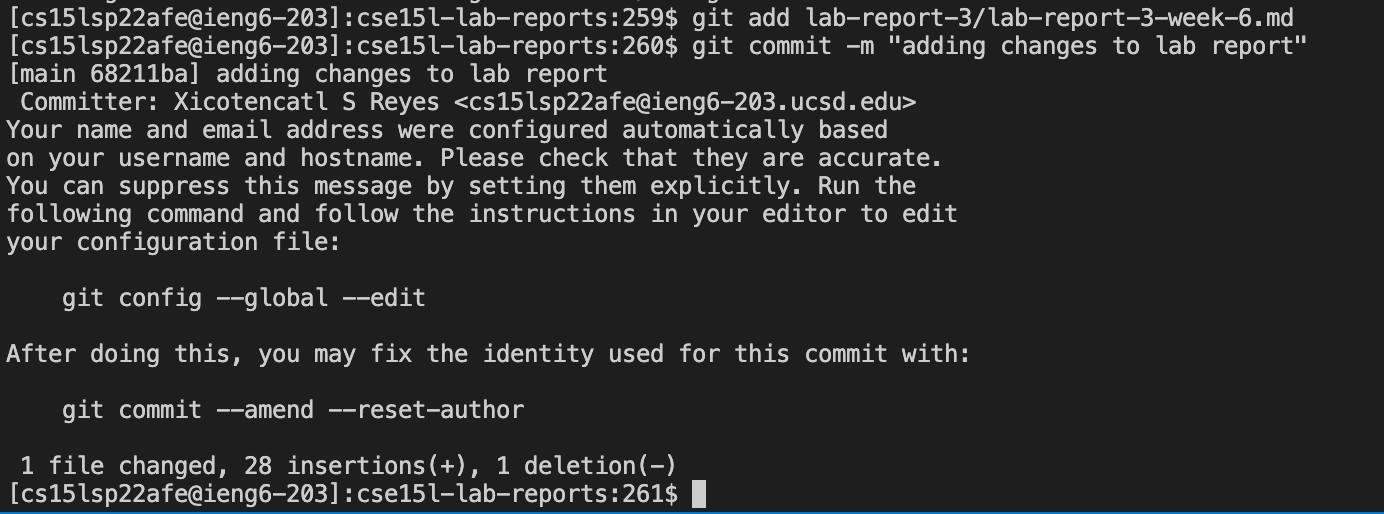 [cs15lsp22afe@ieng6-203]:cse15l-lab-reports:259$ git add lab-report-3/lab-report-3-week-6.md
[cs15lsp22afe@ieng6-203]:cse15l-lab-reports:260$ git commit -m "adding changes to lab report"
[main 68211ba] adding changes to lab report
 Committer: Xicotencatl S Reyes <cs15lsp22afe@ieng6-203.ucsd.edu>
Your name and email address were configured automatically based
on your username and hostname. Please check that they are accurate.
You can suppress this message by setting them explicitly. Run the
following command and follow the instructions in your editor to edit
your configuration file:

    git config --global --edit

After doing this, you may fix the identity used for this commit with:

    git commit --amend --reset-author

 1 file changed, 28 insertions(+), 1 deletion(-)
[cs15lsp22afe@ieng6-203]:cse15l-lab-reports:261$